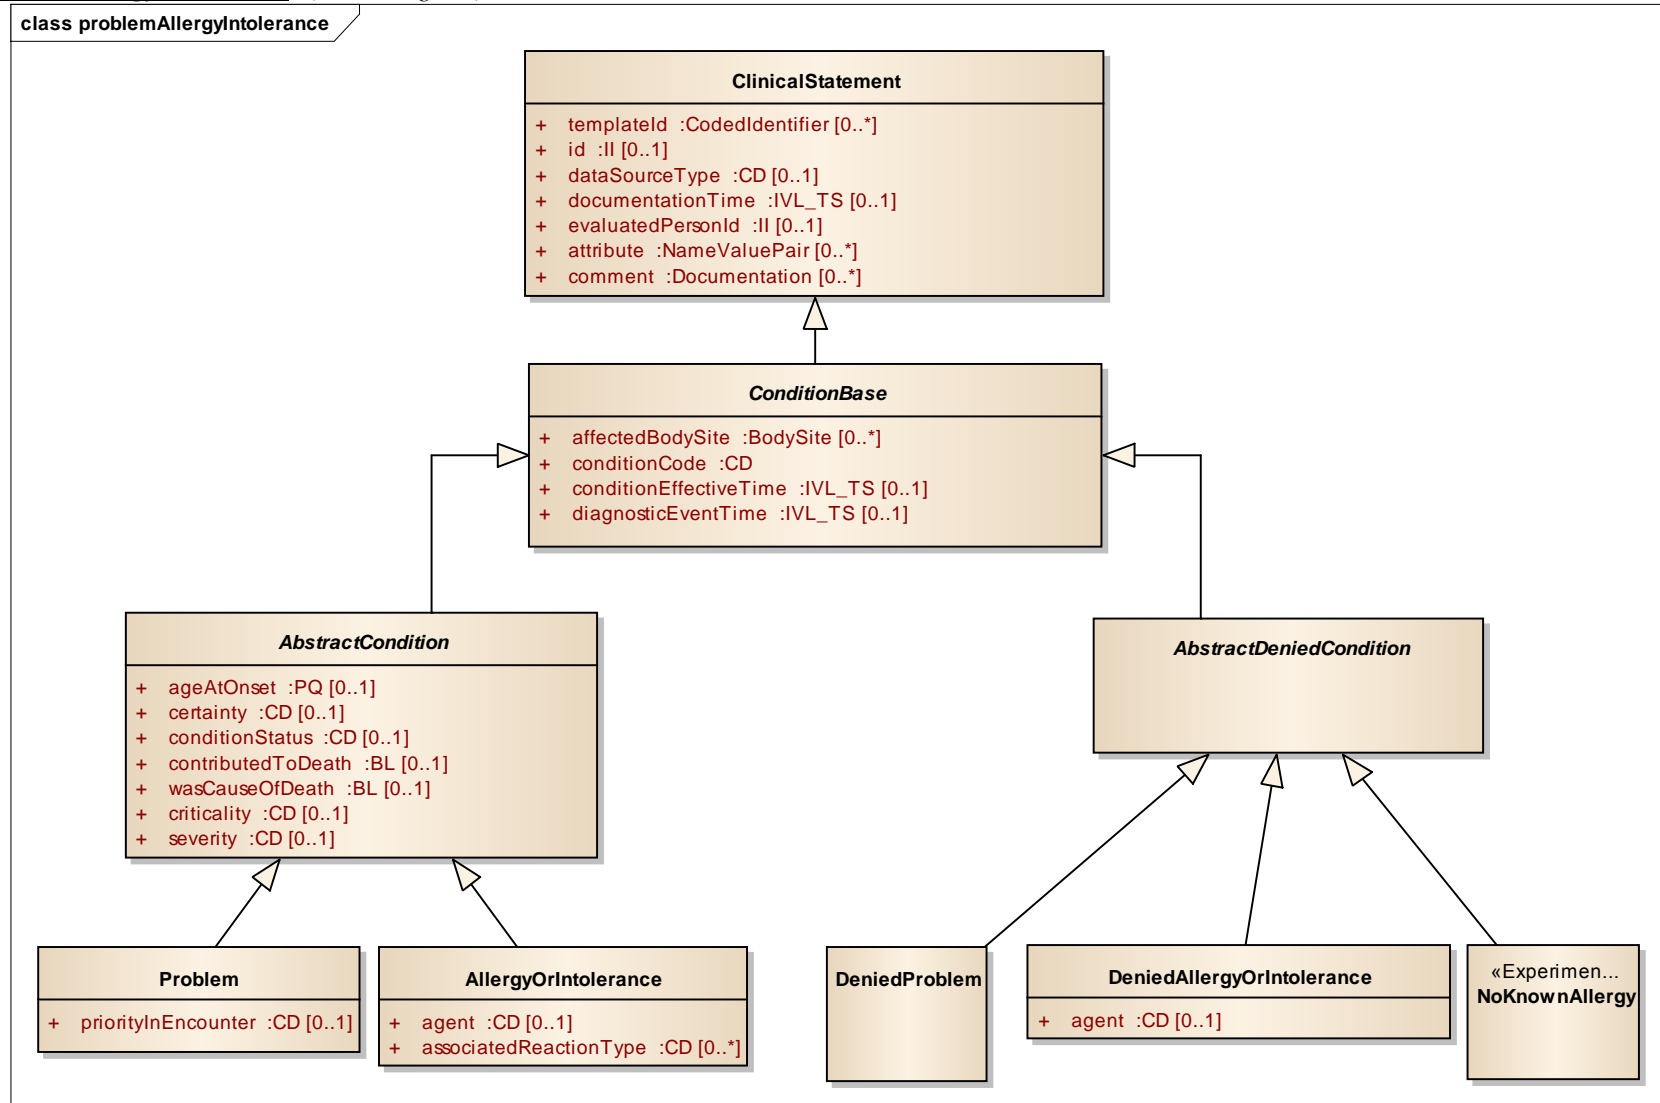 class problemAllergyIntolerance
ClinicalStatement
+ templateId :CodedIdentifier [0..*]
+ id :II [0..1]
+ dataSourceType :CD [0..1]
+ documentationTime :IVL_TS [0..1]
+ evaluatedPersonId :II [0..1]
+ attribute :NameValuePair [0..*]
+ comment :Documentation [0..*]
ConditionBase
+ affectedBodySite :BodySite [0..*]
+ conditionCode :CD
+ conditionEffectiveTime :IVL_TS [0..1]
+ diagnosticEventTime :IVL_TS [0..1]
AbstractCondition
+ ageAtOnset :PQ [0..1]
+ certainty :CD [0..1]
+ conditionStatus :CD [0..1]
+ contributedToDeath :BL [0..1]
+ wasCauseOfDeath :BL [0..1]
+ criticality :CD [0..1]
+ severity :CD [0..1]
AbstractDeniedCondition
Problem
+ priorityInEncounter :CD [0..1]
AllergyOrIntolerance
+ agent :CD [0..1]
+ associatedReactionType :CD [0..*]
DeniedProblem
DeniedAllergyOrIntolerance
+ agent :CD [0..1]
«Experimen...
NoKnownAllergy